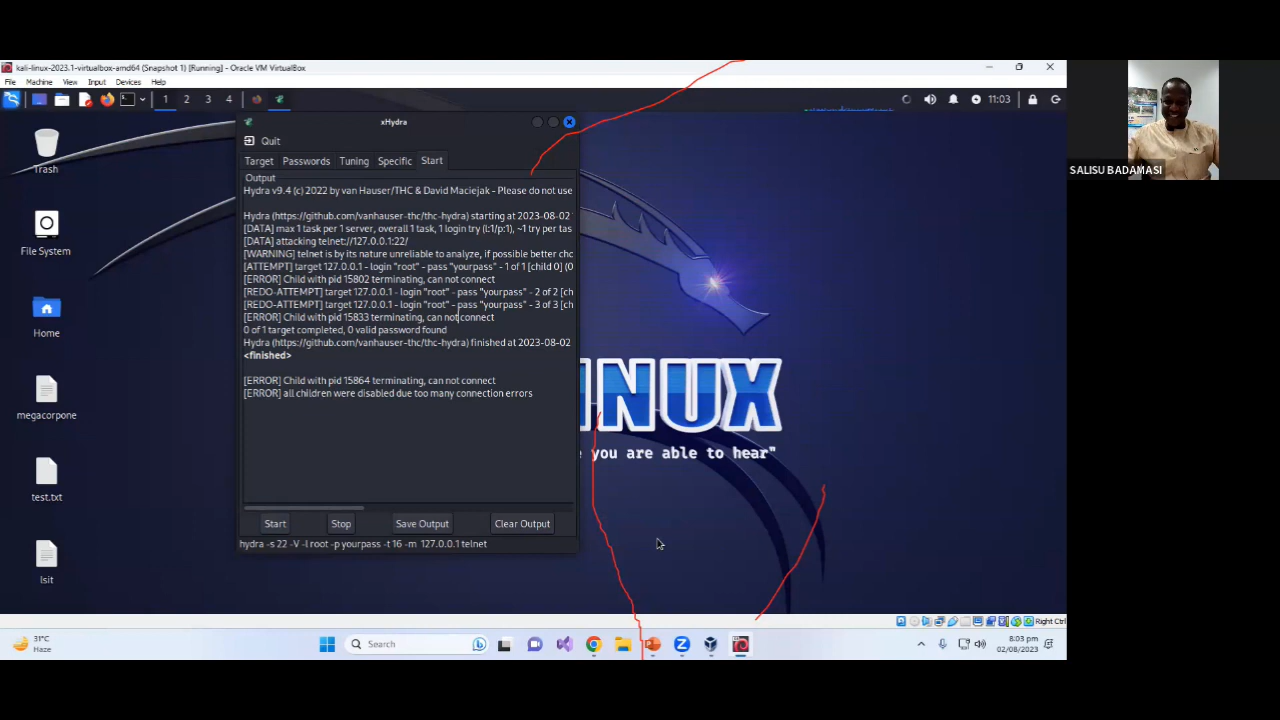 kali-linux-2023.1-virtualbox-amd64 (Snapshot 1) [Running] - Oracle VM VirtualBox
File Machine View Input Devices Help
1 2 3 4
11:03
Trash
File System
megacorpone
test.txt
lsit
xHydra
Quit
Target Passwords Tuning Specific Start
Output
Hydra v9.4 (c) 2022 by van Hauser/THC & David Maciejak - Please do not use
Hydra (https://github.com/vanhauser-thc/thc-hydra) starting at 2023-08-02
[DATA] max 1 task per 1 server, overall 1 task, 1 login try (l:1/p:1), ~1 try per tas
[DATA] attacking telnet://127.0.0.1:22/
[WARNING] telnet is by its nature unreliable to analyze, if possible better cho
[ATTEMPT] target 127.0.0.1 - login "root" - pass "yourpass" - 1 of 1 [child 0] (0
[ERROR] Child with pid 15802 terminating, can not connect
[REDO-ATTEMPT] target 127.0.0.1 - login "root" - pass "yourpass" - 2 of 2 [ch
[REDO-ATTEMPT] target 127.0.0.1 - login "root" - pass "yourpass" - 3 of 3 [ch
[ERROR] Child with pid 15833 terminating, can not connect
0 of 1 target completed, 0 valid password found
Hydra (https://github.com/vanhauser-thc/thc-hydra) finished at 2023-08-02
<finished>
[ERROR] Child with pid 15864 terminating, can not connect
[ERROR] all children were disabled due too many connection errors
Start Stop Save Output Clear Output
hydra -s 22 -V -l root -p yourpass -t 16 -m 127.0.0.1 telnet
INUX
you are able to hear"
SALISU BADAMASI
Right Ctrl
31°C
Haze
Search
8:03 pm
02/08/2023